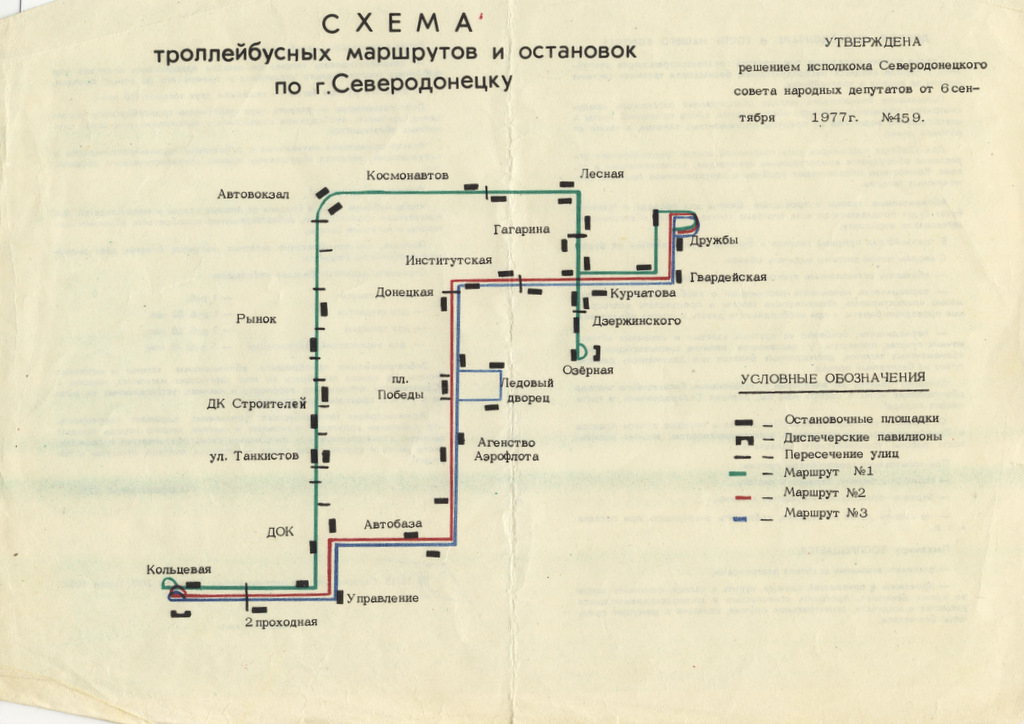 СХЕМА
троллейбусных маршрутов и остановок
по г.Северодонецку
УТВЕРЖДЕНА
решением исполкома Северодонецкого
совета народных депутатов от 6 сен-
тября 1977 г. №459.
Космонавтов
Лесная
Автовокзал
Гагарина
Дружбы
Институтская
Гвардейская
Донецкая
Курчатова
Рынок
Дзержинского
Озёрная
пл.
Победы
Ледовый
дворец
ДК Строителей
Агенство
Аэрофлота
ул. Танкистов
Автобаза
ДОК
Кольцевая
Управление
2 проходная
УСЛОВНЫЕ ОБОЗНАЧЕНИЯ
— Остановочные площадки
— Диспечерские павилионы
— Пересечение улиц
— Маршрут №1
— Маршрут №2
— Маршрут №3